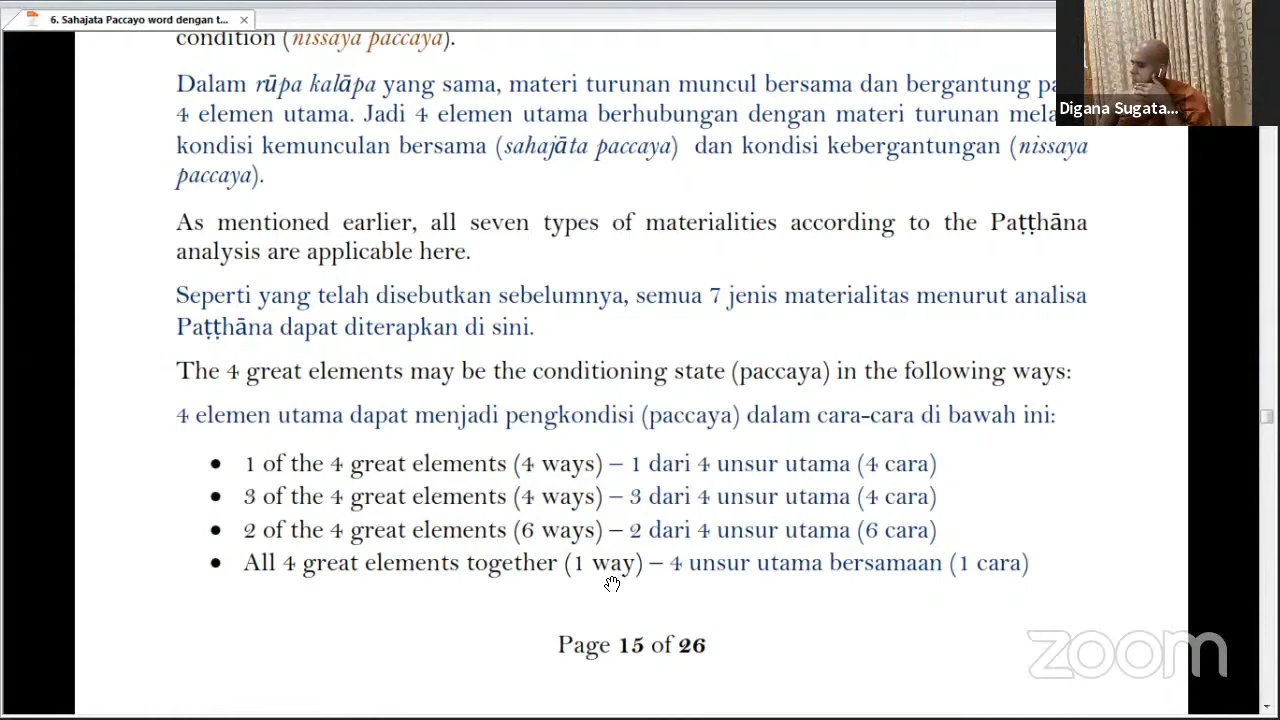 6. Sahajata Paccayo word dengan t...
condition (nissaya paccaya).
Dalam rūpa kalāpa yang sama, materi turunan muncul bersama dan bergantung
4 elemen utama. Jadi 4 elemen utama berhubungan dengan materi turunan
kondisi kemunculan bersama (sahajāta paccaya) dan kondisi kebergantungan (nissaya
paccaya).
Digana Sugata...
As mentioned earlier, all seven types of materialities according to the Paṭṭhāna
analysis are applicable here.
Seperti yang telah disebutkan sebelumnya, semua 7 jenis materialitas menurut analisa
Paṭṭhāna dapat diterapkan di sini.
The 4 great elements may be the conditioning state (paccaya) in the following ways:
4 elemen utama dapat menjadi pengkondisi (paccaya) dalam cara-cara di bawah ini:
• 1 of the 4 great elements (4 ways) – 1 dari 4 unsur utama (4 cara)
• 3 of the 4 great elements (4 ways) – 3 dari 4 unsur utama (4 cara)
• 2 of the 4 great elements (6 ways) – 2 dari 4 unsur utama (6 cara)
• All 4 great elements together (1 way) – 4 unsur utama bersamaan (1 cara)
Page 15 of 26
zoom